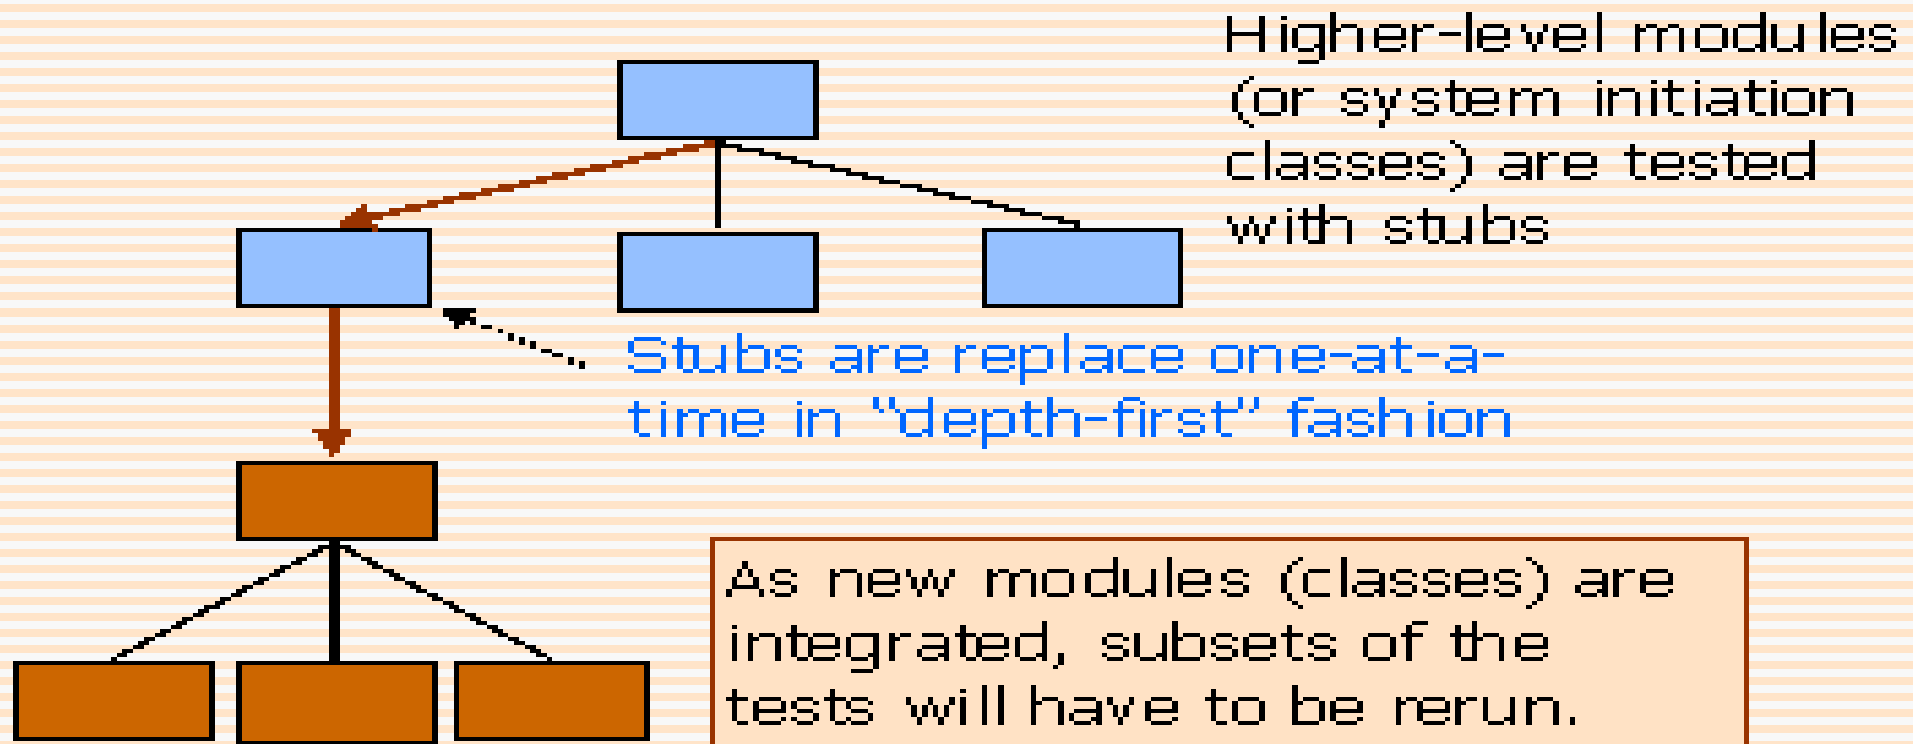 Higher-level modules
(or system initiation
classes) are tested
with stubs
Stubs are replace one-at-a-
time in "depth-first" fashion
As new modules (classes) are
integrated, subsets of the
tests will have to be rerun.